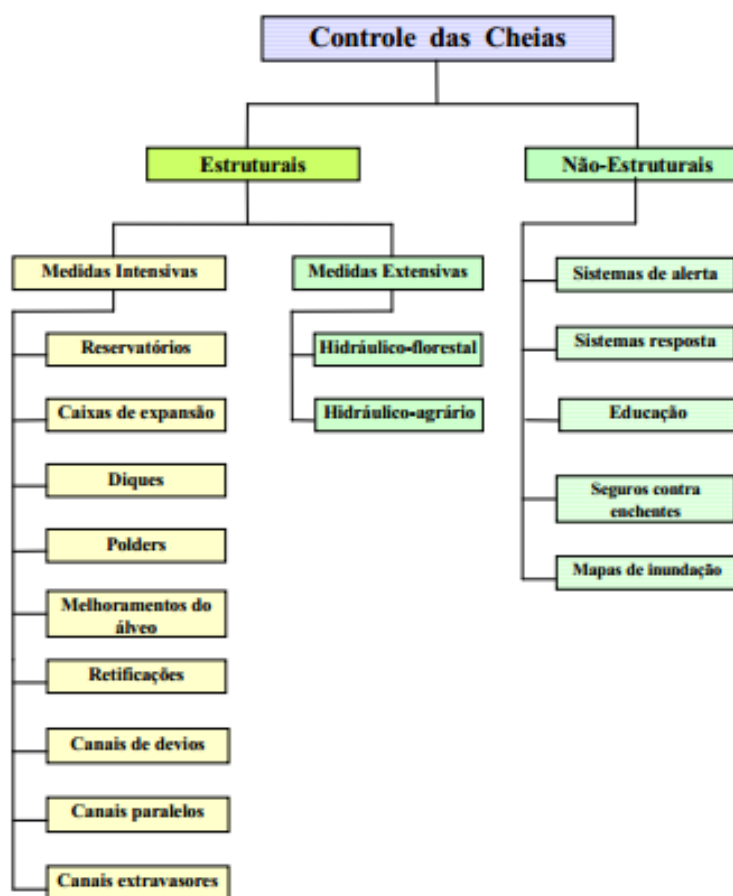 Controle das Cheias
Estruturais
Não-Estruturais
Medidas Intensivas
Medidas Extensivas
Reservatórios
Caixas de expansão
Diques
Polders
Melhoramentos do
álveo
Retificações
Canais de devios
Canais paralelos
Canais extravasores
Hidráulico-florestal
Hidráulico-agrário
Sistemas de alerta
Sistemas resposta
Educação
Seguros contra
enchentes
Mapas de inundação